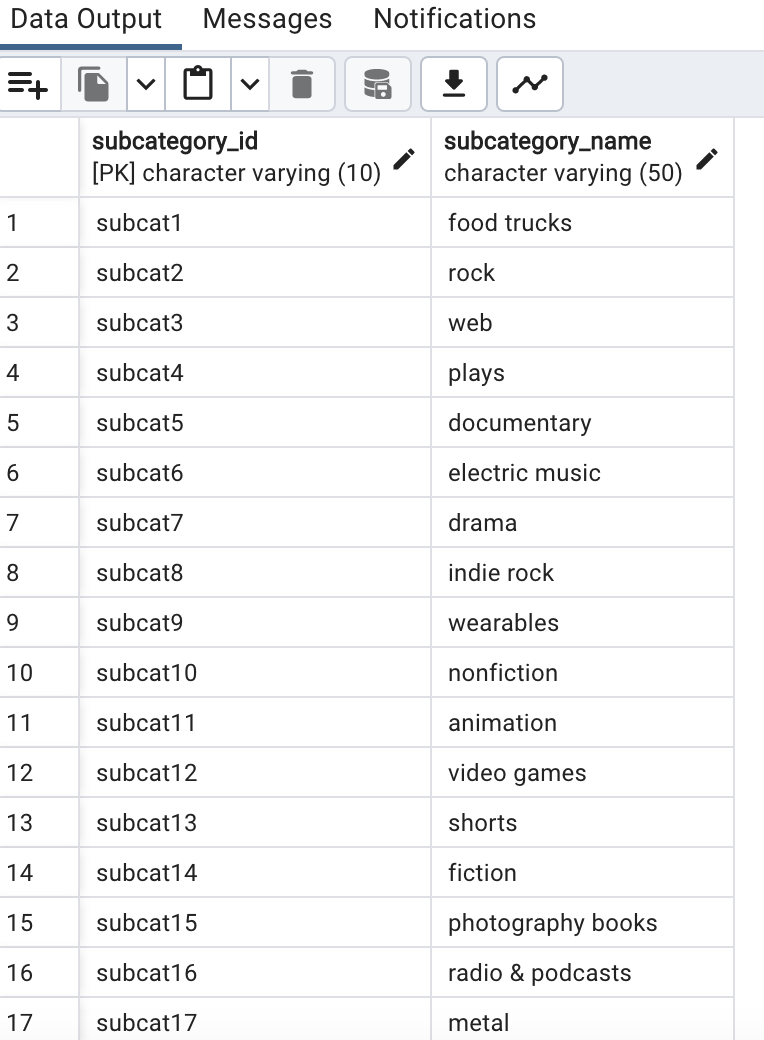 Data Output Messages Notifications
subcategory_id subcategory_name
[PK] character varying (10) character varying (50)
1 subcat1 food trucks
2 subcat2 rock
3 subcat3 web
4 subcat4 plays
5 subcat5 documentary
6 subcat6 electric music
7 subcat7 drama
8 subcat8 indie rock
9 subcat9 wearables
10 subcat10 nonfiction
11 subcat11 animation
12 subcat12 video games
13 subcat13 shorts
14 subcat14 fiction
15 subcat15 photography books
16 subcat16 radio & podcasts
17 subcat17 metal